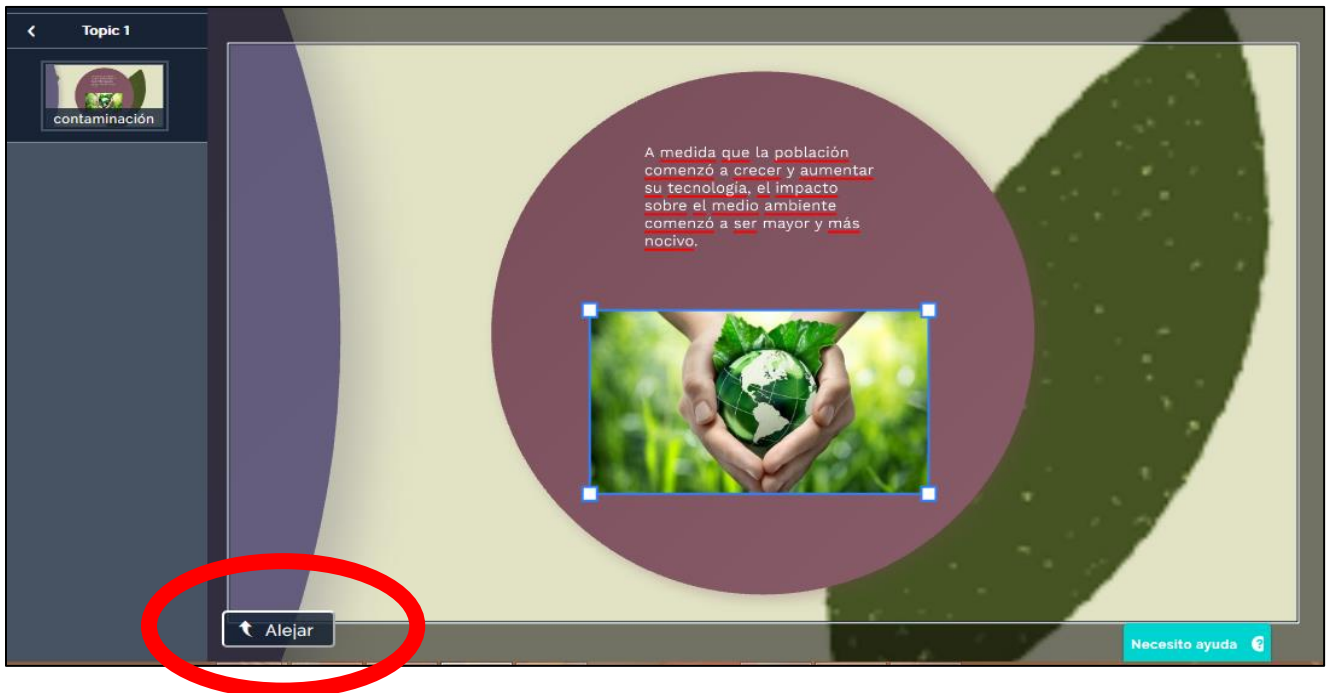 Topic 1
contaminación
A medida que la población
comenzó a crecer y aumentar
su tecnología, el impacto
sobre el medio ambiente
comenzó a ser mayor y más
nocivo.
Alejar
Necesito ayuda ?